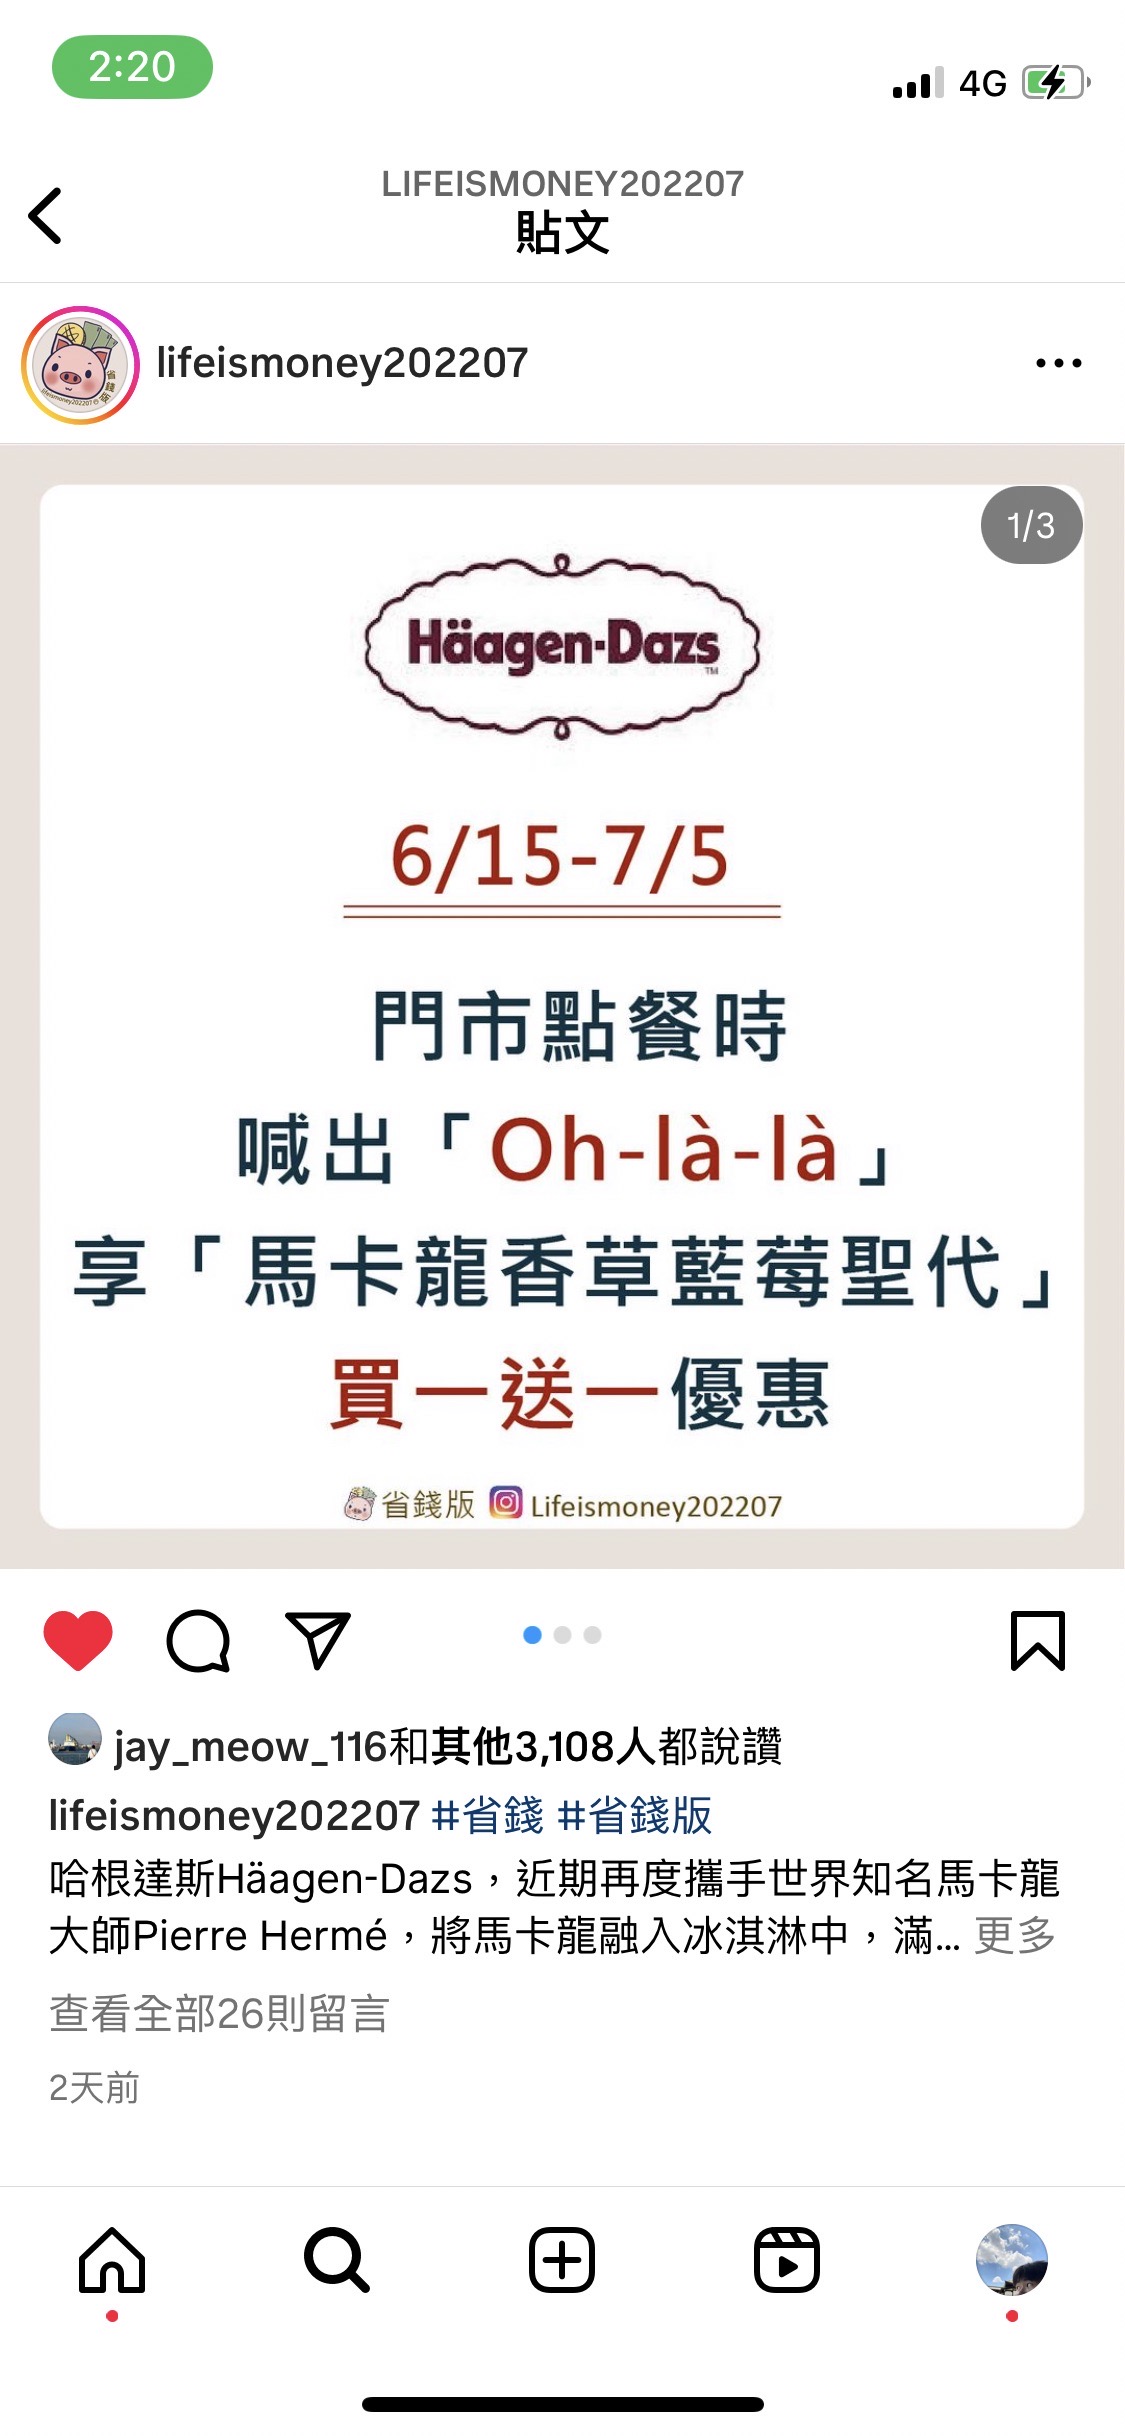 2:20
4G
LIFEISMONEY202207
貼文
lifeismoney202207
1/3
Häagen-Dazs
TM
6/15-7/5
門市點餐時
喊出「Oh-là-là」
享「馬卡龍香草藍莓聖代」
買一送一優惠
省錢版 Lifeismoney202207
jay_meow_116和其他3,108人都說讚
lifeismoney202207 #省錢 #省錢版
哈根達斯Häagen-Dazs，近期再度攜手世界知名馬卡龍
大師Pierre Hermé，將馬卡龍融入冰淇淋中，滿... 更多
查看全部26則留言
2天前